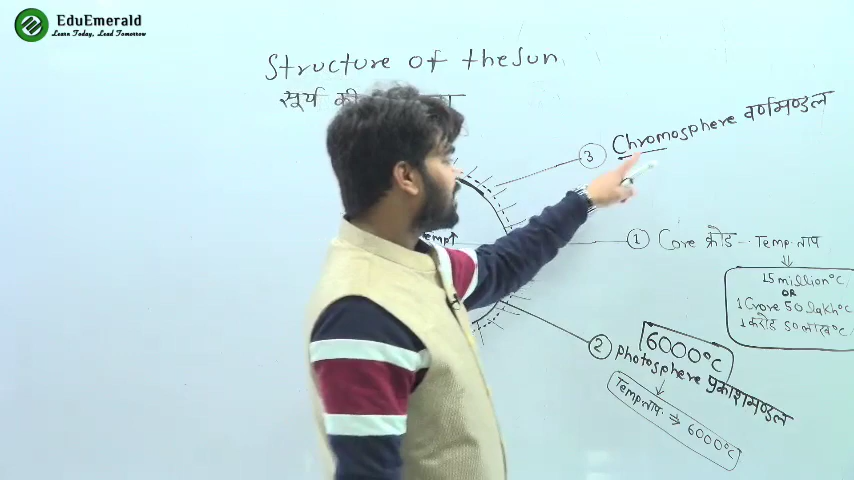 EduEmerald
Learn Today, Lead Tomorrow
Structure of the Sun
सूर्य की
3 Chromosphere वर्णमण्डल
Temp↑
1 Core क्रोड -- Temp. ताप
15 million°C
OR
1 Crore 50 lakh°C
1 करोड़ 50 लाख°C
6000°C
2 Photosphere प्रकाशमण्डल
Temp. ताप ⇒ 6000°C